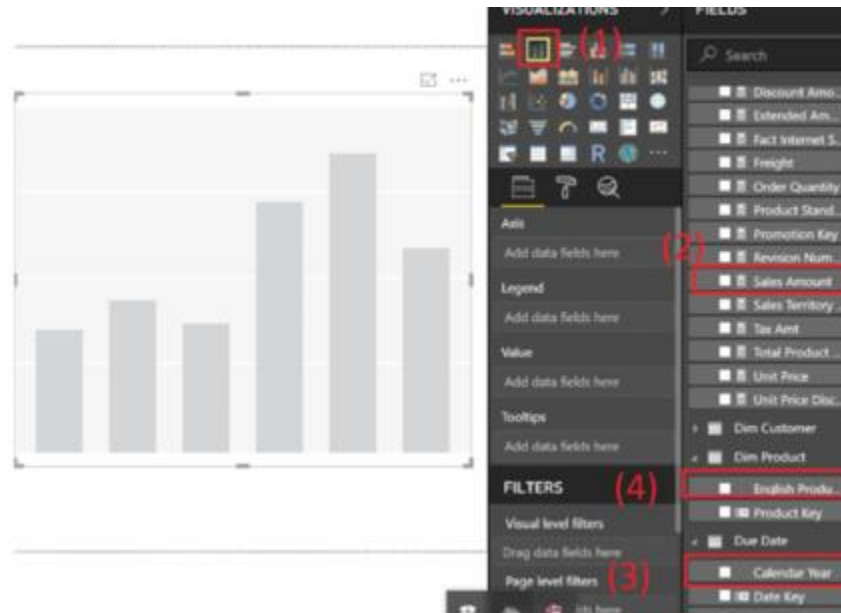 VISUALIZATIONS
FIELDS
(1)
Search
Discount Amo...
Extended Am...
Fact Internet S...
Freight
R
Order Quantity
Product Stand...
Promotion Key
Axis
Add data fields here
(2)
Revision Num...
Legend
Sales Amount
Add data fields here
Sales Territory ...
Tax Amt
Value
Total Product ...
Add data fields here
Unit Price
Unit Price Disc...
Tooltips
Dim Customer
Add data fields here
Dim Product
FILTERS
(4)
English Produ...
Product Key
Visual level filters
Due Date
Drag data fields here
(3)
Page level filters
Calendar Year
Date Key